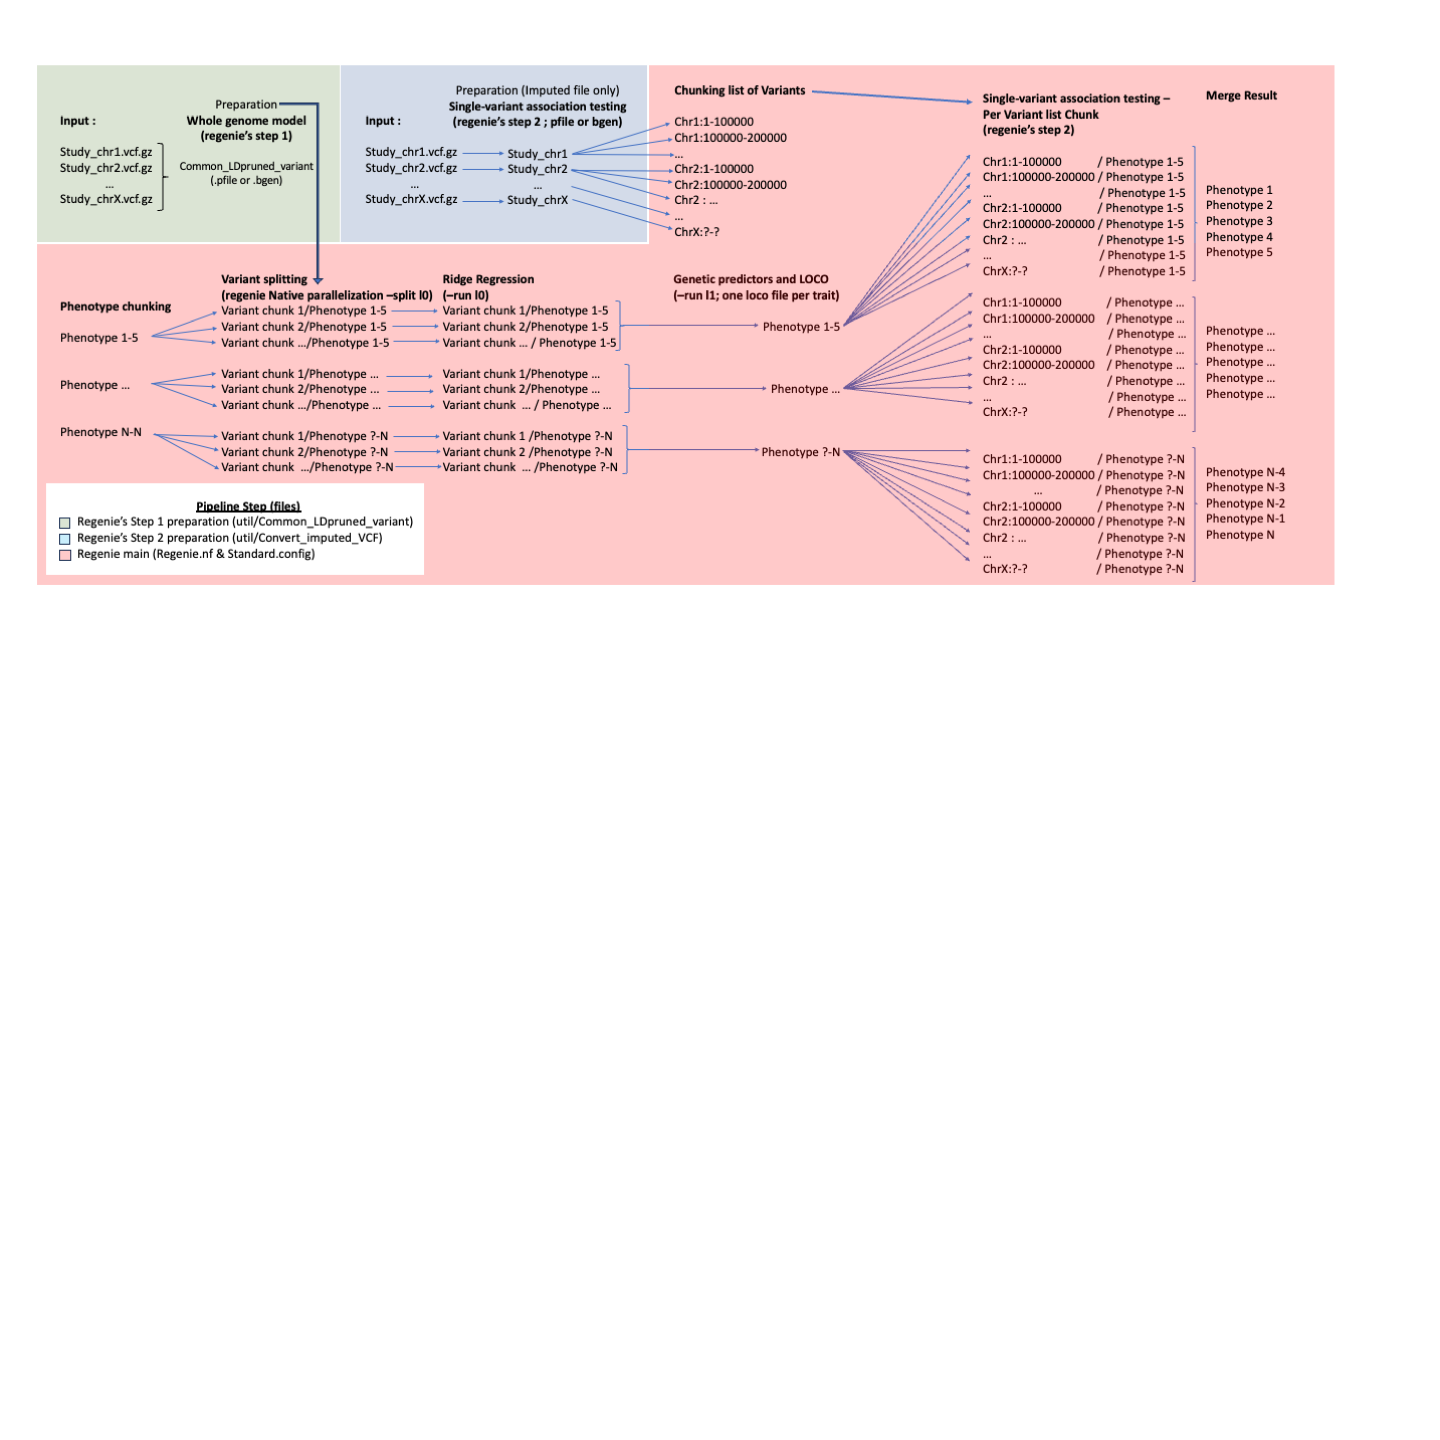 Preparation
Whole genome model
(regenie's step 1)
Input :
Study_chr1.vcf.gz
Study_chr2.vcf.gz
...
Study_chrX.vcf.gz
Common_LDpruned_variant
(.pfile or .bgen)
Preparation (Imputed file only)
Single-variant association testing
(regenie's step 2 ; pfile or bgen)
Input :
Study_chr1.vcf.gz
Study_chr2.vcf.gz
...
Study_chrX.vcf.gz
Study_chr1
Study_chr2
...
Study_chrX
Chunking list of Variants
Chr1:1-100000
Chr1:100000-200000
...
Chr2:1-100000
Chr2:100000-200000
Chr2 : ...
...
ChrX:?-?
Phenotype chunking
Phenotype 1-5
Phenotype ...
Phenotype N-N
Variant splitting
(regenie Native parallelization –split l0)
Variant chunk 1/Phenotype 1-5
Variant chunk 2/Phenotype 1-5
Variant chunk .../Phenotype 1-5
Variant chunk 1/Phenotype ...
Variant chunk 2/Phenotype ...
Variant chunk .../Phenotype ...
Variant chunk 1/Phenotype ?-N
Variant chunk 2/Phenotype ?-N
Variant chunk .../Phenotype ?-N
Ridge Regression
(–run l0)
Variant chunk 1/Phenotype 1-5
Variant chunk 2/Phenotype 1-5
Variant chunk ... / Phenotype 1-5
Variant chunk 1/Phenotype ...
Variant chunk 2/Phenotype ...
Variant chunk ... / Phenotype ...
Variant chunk 1 /Phenotype ?-N
Variant chunk 2 /Phenotype ?-N
Variant chunk ... /Phenotype ?-N
Genetic predictors and LOCO
(–run l1; one loco file per trait)
Phenotype 1-5
Phenotype ...
Phenotype ?-N
Single-variant association testing –
Per Variant list Chunk
(regenie's step 2)
Chr1:1-100000 / Phenotype 1-5
Chr1:100000-200000 / Phenotype 1-5
... / Phenotype 1-5
Chr2:1-100000 / Phenotype 1-5
Chr2:100000-200000 / Phenotype 1-5
Chr2 : ... / Phenotype 1-5
... / Phenotype 1-5
ChrX:?-? / Phenotype 1-5
Chr1:1-100000 / Phenotype ...
Chr1:100000-200000 / Phenotype ...
... / Phenotype ...
Chr2:1-100000 / Phenotype ...
Chr2:100000-200000 / Phenotype ...
Chr2 : ... / Phenotype ...
... / Phenotype ...
ChrX:?-? / Phenotype ...
Chr1:1-100000 / Phenotype ?-N
Chr1:100000-200000 / Phenotype ?-N
... / Phenotype ?-N
Chr2:1-100000 / Phenotype ?-N
Chr2:100000-200000 / Phenotype ?-N
Chr2 : ... / Phenotype ?-N
... / Phenotype ?-N
ChrX:?-? / Phenotype ?-N
Merge Result
Phenotype 1
Phenotype 2
Phenotype 3
Phenotype 4
Phenotype 5
Phenotype ...
Phenotype ...
Phenotype ...
Phenotype ...
Phenotype ...
Phenotype N-4
Phenotype N-3
Phenotype N-2
Phenotype N-1
Phenotype N
Pipeline Step (files)
Regenie's Step 1 preparation (util/Common_LDpruned_variant)
Regenie's Step 2 preparation (util/Convert_imputed_VCF)
Regenie main (Regenie.nf & Standard.config)